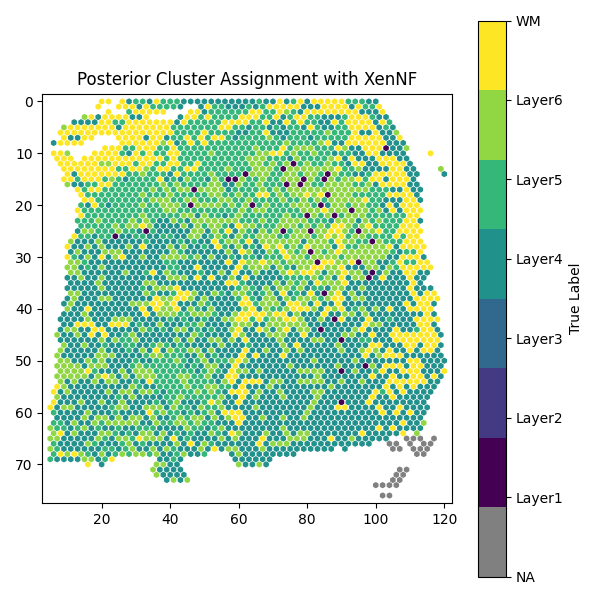 Posterior Cluster Assignment with XenNF
0
10
20
30
40
50
60
70
20
40
60
80
100
120
WM
Layer6
Layer5
Layer4
Layer3
Layer2
Layer1
NA
True Label